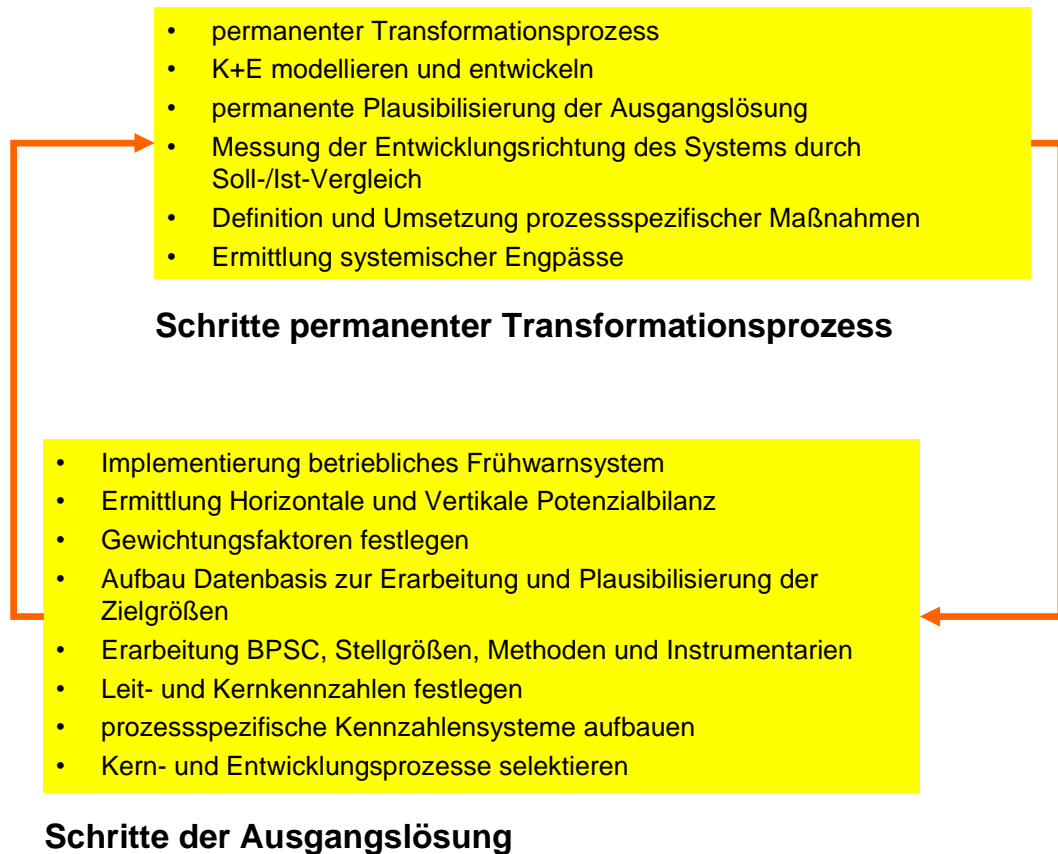 • permanenter Transformationsprozess
• K+E modellieren und entwickeln
• permanente Plausibilisierung der Ausgangslösung
• Messung der Entwicklungsrichtung des Systems durch
Soll-/Ist-Vergleich
• Definition und Umsetzung prozessspezifischer Maßnahmen
• Ermittlung systemischer Engpässe
Schritte permanenter Transformationsprozess
• Implementierung betriebliches Frühwarnsystem
• Ermittlung Horizontale und Vertikale Potenzialbilanz
• Gewichtungsfaktoren festlegen
• Aufbau Datenbasis zur Erarbeitung und Plausibilisierung der
Zielgrößen
• Erarbeitung BPSC, Stellgrößen, Methoden und Instrumentarien
• Leit- und Kernkennzahlen festlegen
• prozessspezifische Kennzahlensysteme aufbauen
• Kern- und Entwicklungsprozesse selektieren
Schritte der Ausgangslösung